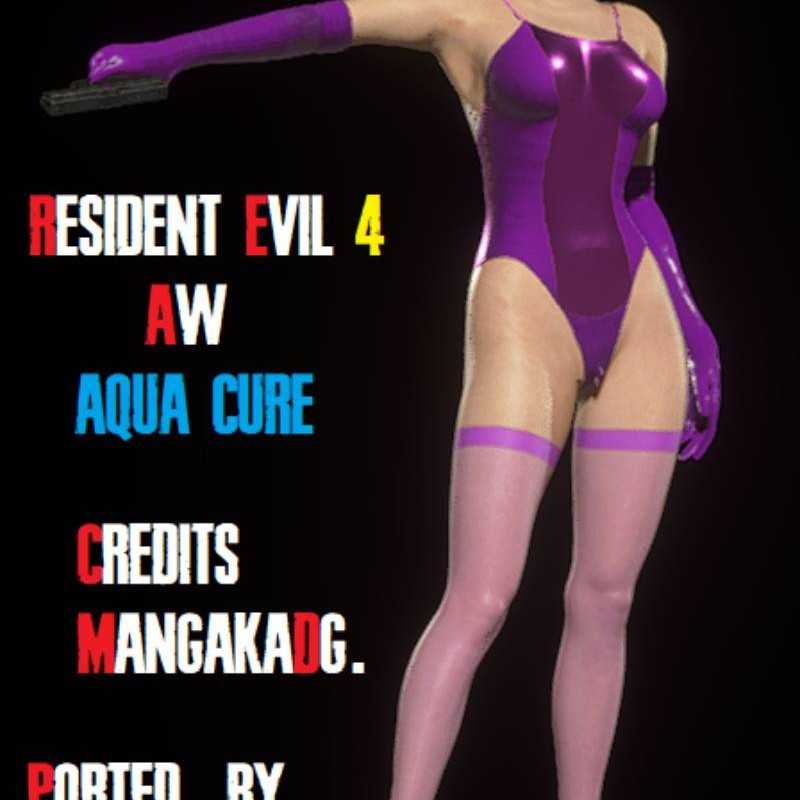 RESIDENT EVIL 4
AW
AQUA CURE
CREDITS
MANGAKADG.
PORTED BY